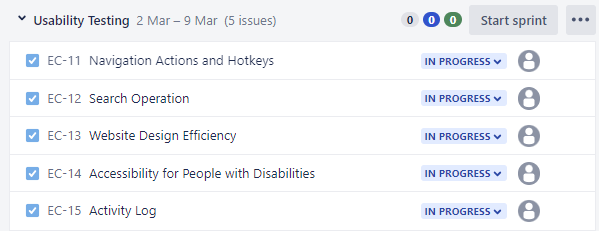 Usability Testing 2 Mar – 9 Mar (5 issues) 0 0 0 Start sprint
EC-11 Navigation Actions and Hotkeys IN PROGRESS
EC-12 Search Operation IN PROGRESS
EC-13 Website Design Efficiency IN PROGRESS
EC-14 Accessibility for People with Disabilities IN PROGRESS
EC-15 Activity Log IN PROGRESS